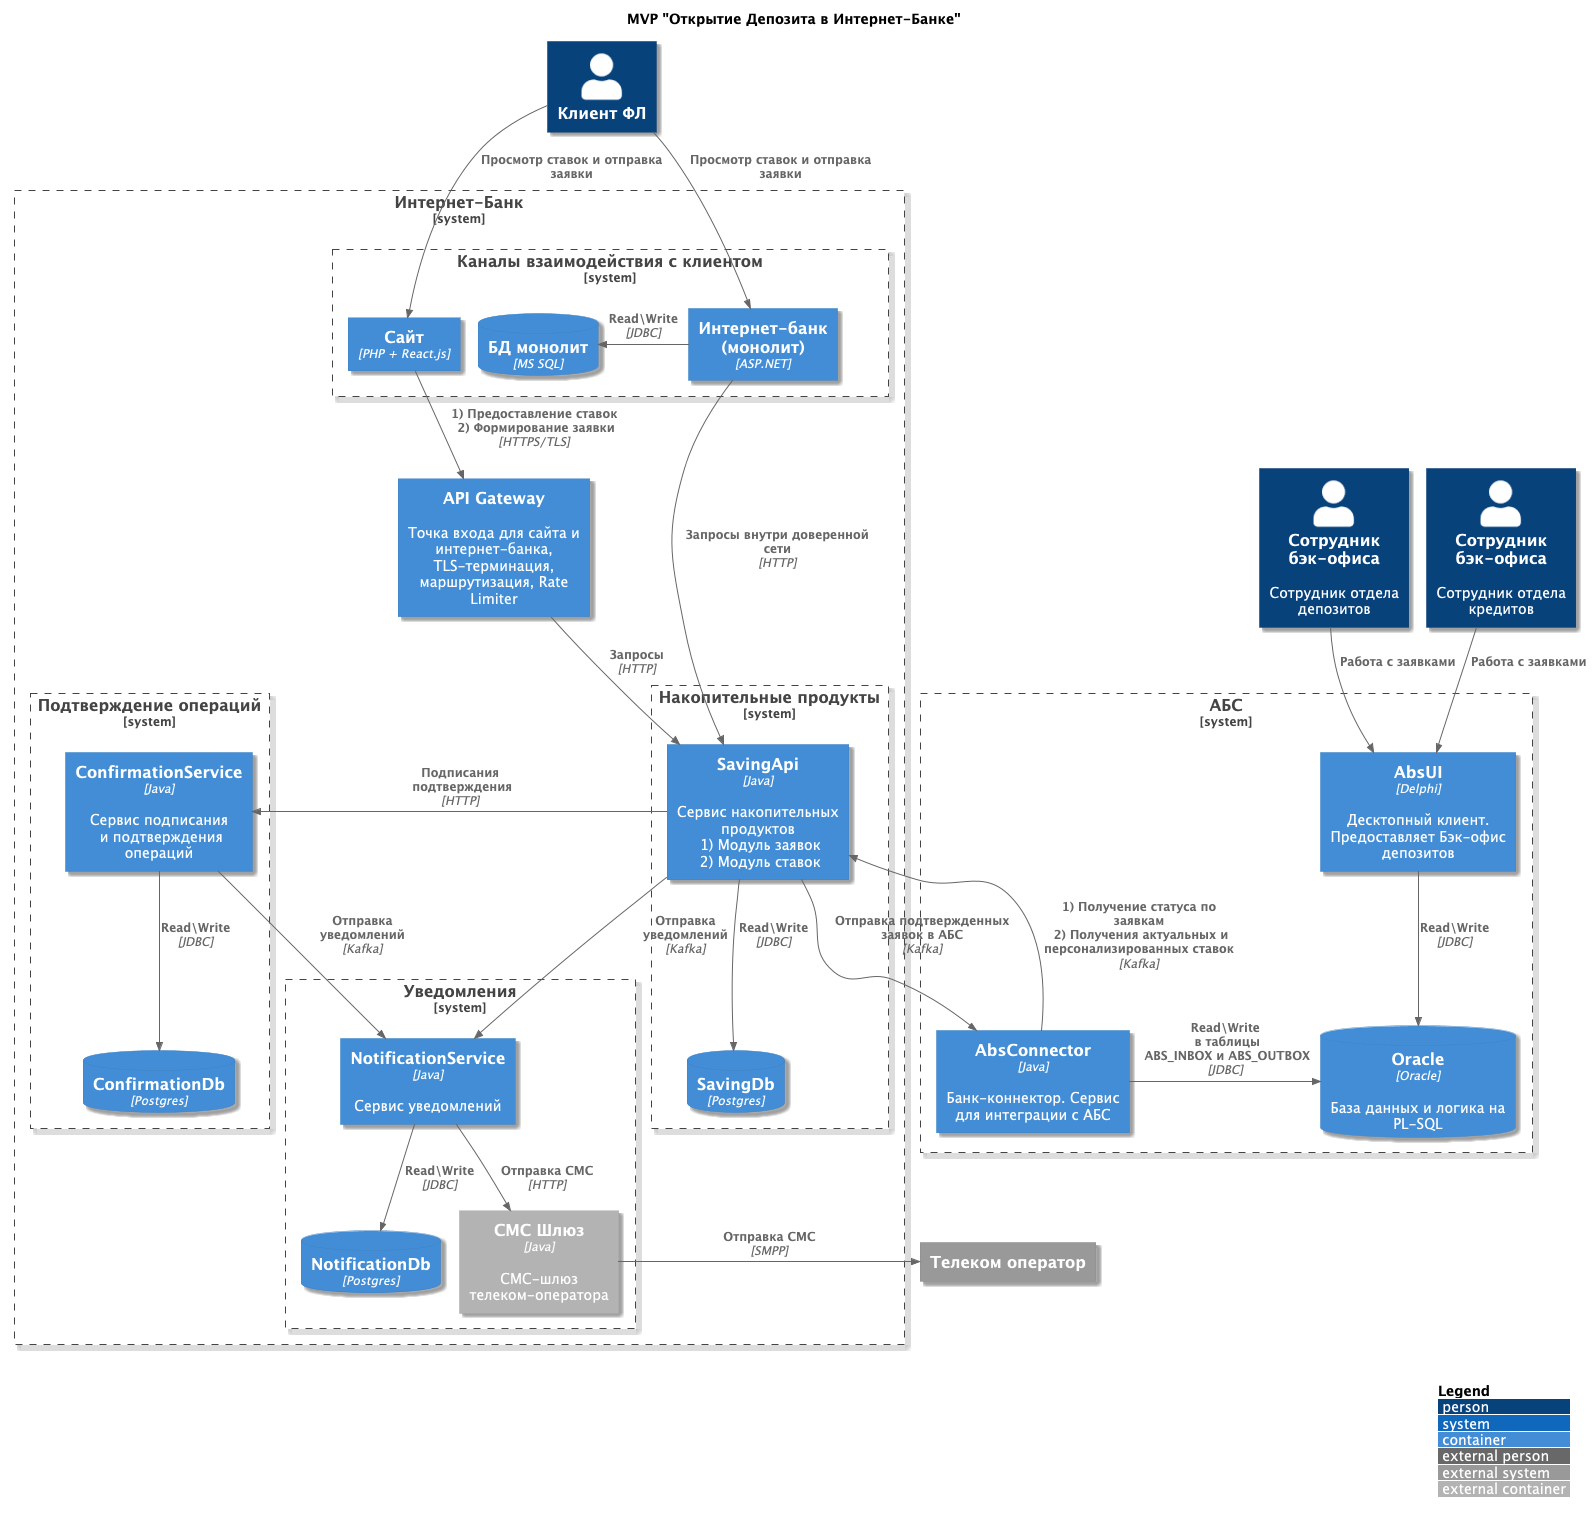 MVP "Открытие Депозита в Интернет-Банке"
Клиент ФЛ
Просмотр ставок и отправка
заявки
Просмотр ставок и отправка
заявки
Интернет-Банк
[system]
Каналы взаимодействия с клиентом
[system]
Сайт
[PHP + React.js]
БД монолит
[MS SQL]
Read\Write
[JDBC]
Интернет-банк
(монолит)
[ASP.NET]
1) Предоставление ставок
2) Формирование заявки
[HTTPS/TLS]
API Gateway
Точка входа для сайта и
интернет-банка,
TLS-терминация,
маршрутизация, Rate
Limiter
Запросы внутри доверенной
сети
[HTTP]
Запросы
[HTTP]
Сотрудник
бэк-офиса
Сотрудник отдела
депозитов
Сотрудник
бэк-офиса
Сотрудник отдела
кредитов
Работа с заявками
Работа с заявками
Подтверждение операций
[system]
ConfirmationService
[Java]
Сервис подписания
и подтверждения
операций
Подписания
подтверждения
[HTTP]
Накопительные продукты
[system]
SavingApi
[Java]
Сервис накопительных
продуктов
1) Модуль заявок
2) Модуль ставок
АБС
[system]
AbsUI
[Delphi]
Десктопный клиент.
Предоставляет Бэк-офис
депозитов
Read\Write
[JDBC]
Отправка
уведомлений
[Kafka]
Отправка
уведомлений
[Kafka]
Read\Write
[JDBC]
Отправка подтвержденных
заявок в АБС
[Kafka]
1) Получение статуса по
заявкам
2) Получения актуальных и
персонализированных ставок
[Kafka]
Read\Write
[JDBC]
ConfirmationDb
[Postgres]
Уведомления
[system]
NotificationService
[Java]
Сервис уведомлений
SavingDb
[Postgres]
AbsConnector
[Java]
Банк-коннектор. Сервис
для интеграции с АБС
Read\Write
в таблицы
ABS_INBOX и ABS_OUTBOX
[JDBC]
Oracle
[Oracle]
База данных и логика на
PL-SQL
Read\Write
[JDBC]
Отправка СМС
[HTTP]
NotificationDb
[Postgres]
СМС Шлюз
[Java]
СМС-шлюз
телеком-оператора
Отправка СМС
[SMPP]
Телеком оператор
Legend
person
system
container
external person
external system
external container